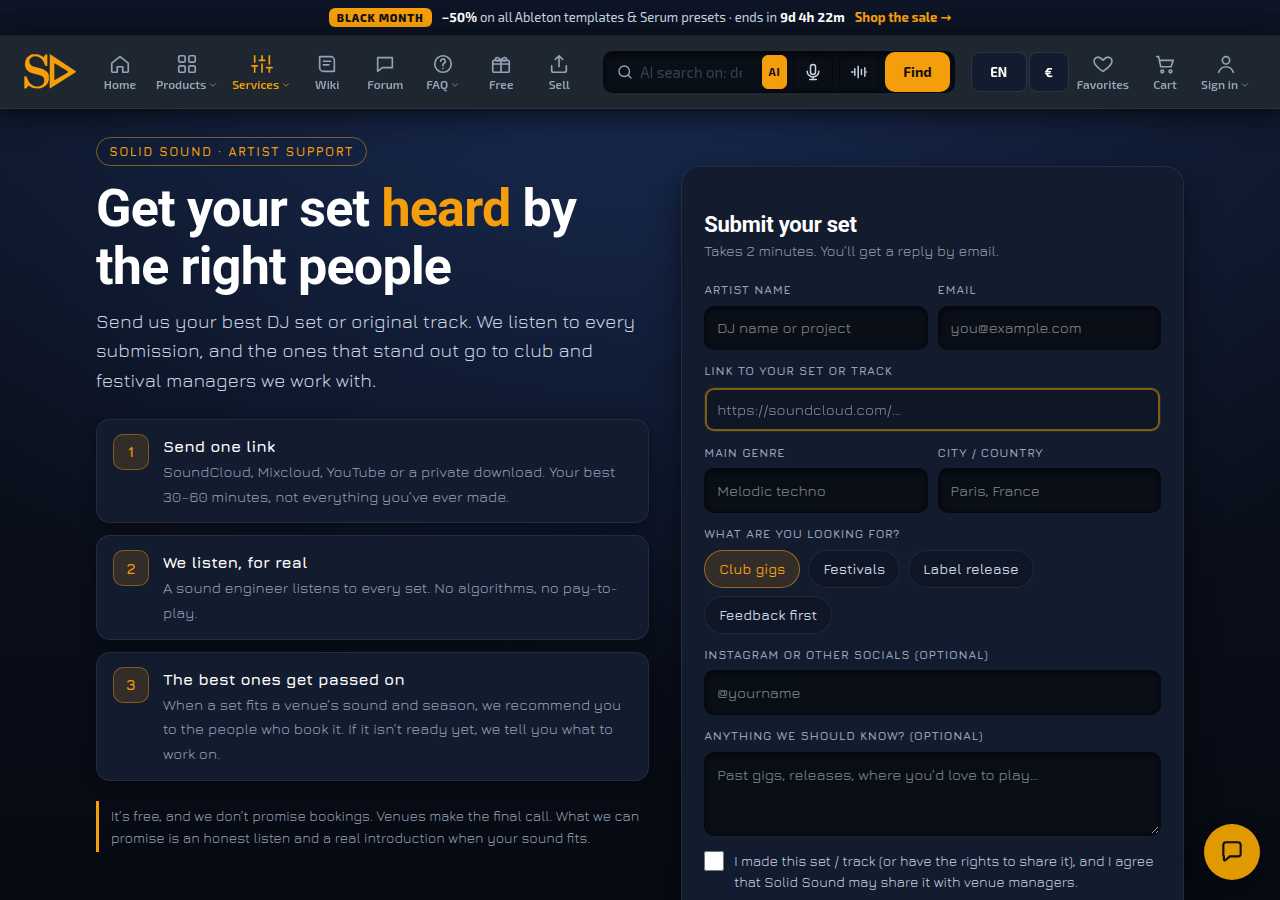 BLACK MONTH −50% on all Ableton templates & Serum presets · ends in 9d 4h 22m Shop the sale →
Home Products Services Wiki Forum FAQ Free Sell
AI search on: dr AI Find EN € Favorites Cart Sign in
SOLID SOUND · ARTIST SUPPORT
Get your set heard by
the right people
Send us your best DJ set or original track. We listen to every
submission, and the ones that stand out go to club and
festival managers we work with.
1 Send one link
SoundCloud, Mixcloud, YouTube or a private download. Your best
30–60 minutes, not everything you've ever made.
2 We listen, for real
A sound engineer listens to every set. No algorithms, no pay-to-
play.
3 The best ones get passed on
When a set fits a venue's sound and season, we recommend you
to the people who book it. If it isn't ready yet, we tell you what to
work on.
It's free, and we don't promise bookings. Venues make the final call. What we can
promise is an honest listen and a real introduction when your sound fits.
Submit your set
Takes 2 minutes. You'll get a reply by email.
ARTIST NAME EMAIL
DJ name or project you@example.com
LINK TO YOUR SET OR TRACK
https://soundcloud.com/...
MAIN GENRE CITY / COUNTRY
Melodic techno Paris, France
WHAT ARE YOU LOOKING FOR?
Club gigs Festivals Label release
Feedback first
INSTAGRAM OR OTHER SOCIALS (OPTIONAL)
@yourname
ANYTHING WE SHOULD KNOW? (OPTIONAL)
Past gigs, releases, where you'd love to play...
I made this set / track (or have the rights to share it), and I agree
that Solid Sound may share it with venue managers.